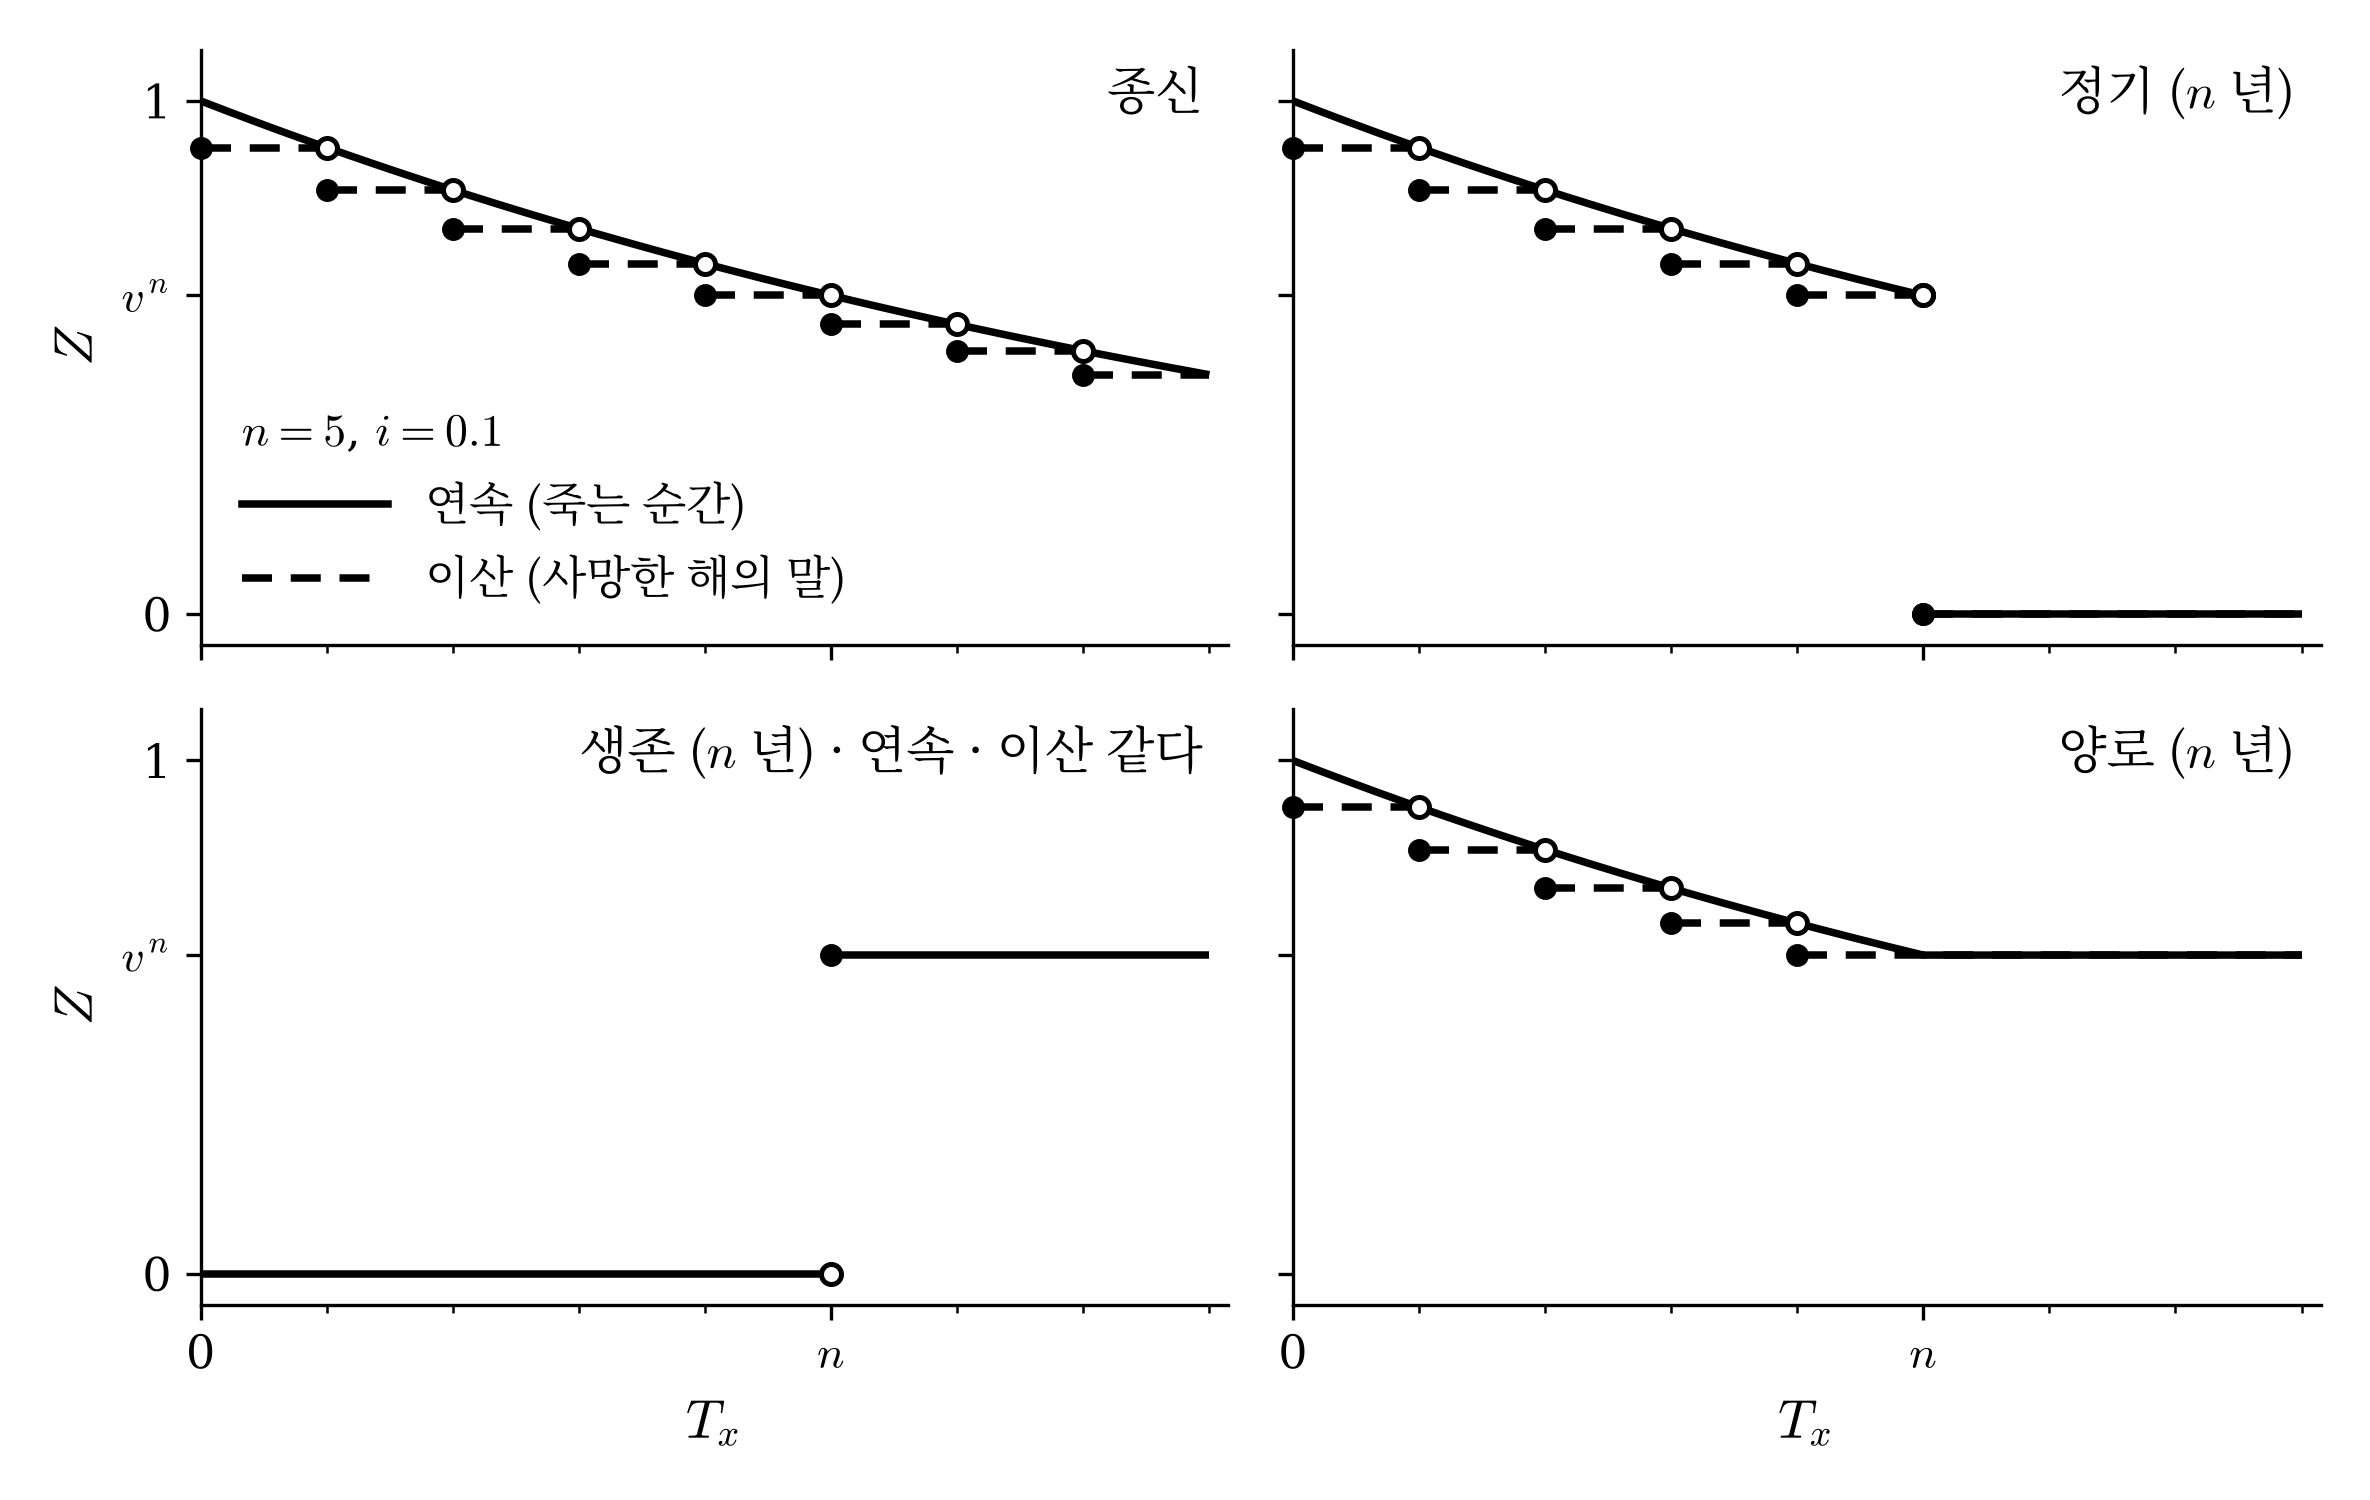 종신
1
v^n
Z
n = 5, i = 0.1
연속 (죽는 순간)
이산 (사망한 해의 말)
0
정기 (n 년)
생존 (n 년) · 연속 · 이산 같다
1
v^n
Z
0
0
n
T_x
양로 (n 년)
0
n
T_x